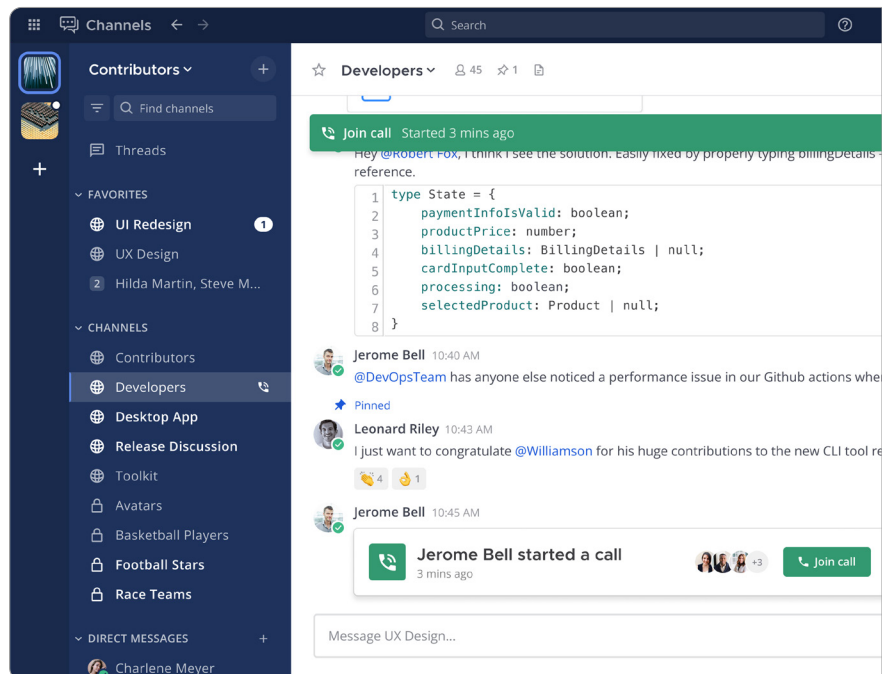 Channels
Search
Contributors
Find channels
Threads
FAVORITES
UI Redesign 1
UX Design
2 Hilda Martin, Steve M...
CHANNELS
Contributors
Developers
Desktop App
Release Discussion
Toolkit
Avatars
Basketball Players
Football Stars
Race Teams
DIRECT MESSAGES
Charlene Meyer
Developers 45 1
Join call Started 3 mins ago
Hey @Robert Fox, I think I see the solution. Easily fixed by properly typing billingDetails -
reference.
1 type State = {
2 paymentInfoIsValid: boolean;
3 productPrice: number;
4 billingDetails: BillingDetails | null;
5 cardInputComplete: boolean;
6 processing: boolean;
7 selectedProduct: Product | null;
8 }
Jerome Bell 10:40 AM
@DevOpsTeam has anyone else noticed a performance issue in our Github actions whe
Pinned
Leonard Riley 10:43 AM
I just want to congratulate @Williamson for his huge contributions to the new CLI tool re
4 1
Jerome Bell 10:45 AM
Jerome Bell started a call
3 mins ago
+3
Join call
Message UX Design...